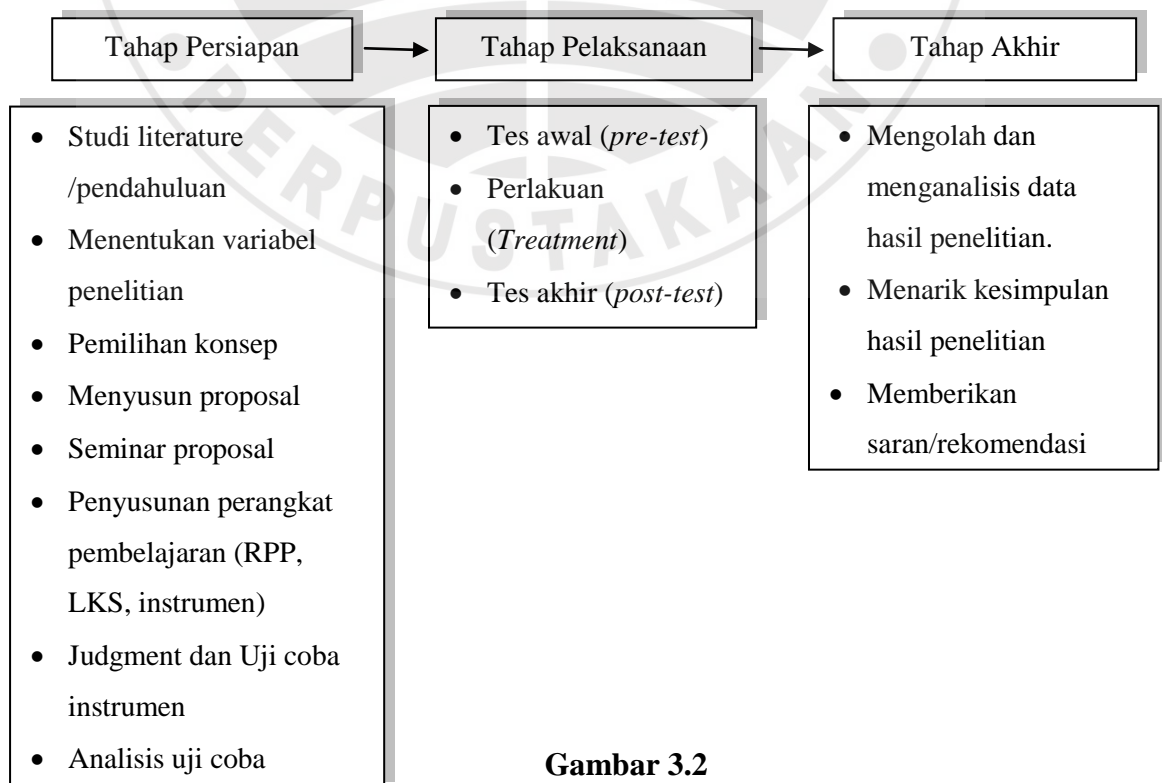 Tahap Persiapan
Tahap Pelaksanaan
Tahap Akhir
• Studi literature
/pendahuluan
• Menentukan variabel
penelitian
• Pemilihan konsep
• Menyusun proposal
• Seminar proposal
• Penyusunan perangkat
pembelajaran (RPP,
LKS, instrumen)
• Judgment dan Uji coba
instrumen
• Analisis uji coba
• Tes awal (pre-test)
• Perlakuan
(Treatment)
• Tes akhir (post-test)
• Mengolah dan
menganalisis data
hasil penelitian.
• Menarik kesimpulan
hasil penelitian
• Memberikan
saran/rekomendasi
Gambar 3.2
PERPUSTAKAAN